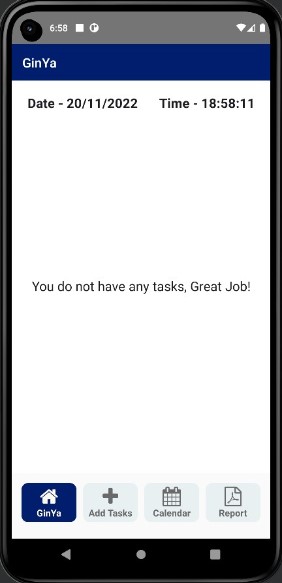 6:58
GinYa
Date - 20/11/2022 Time - 18:58:11
You do not have any tasks, Great Job!
GinYa Add Tasks Calendar Report